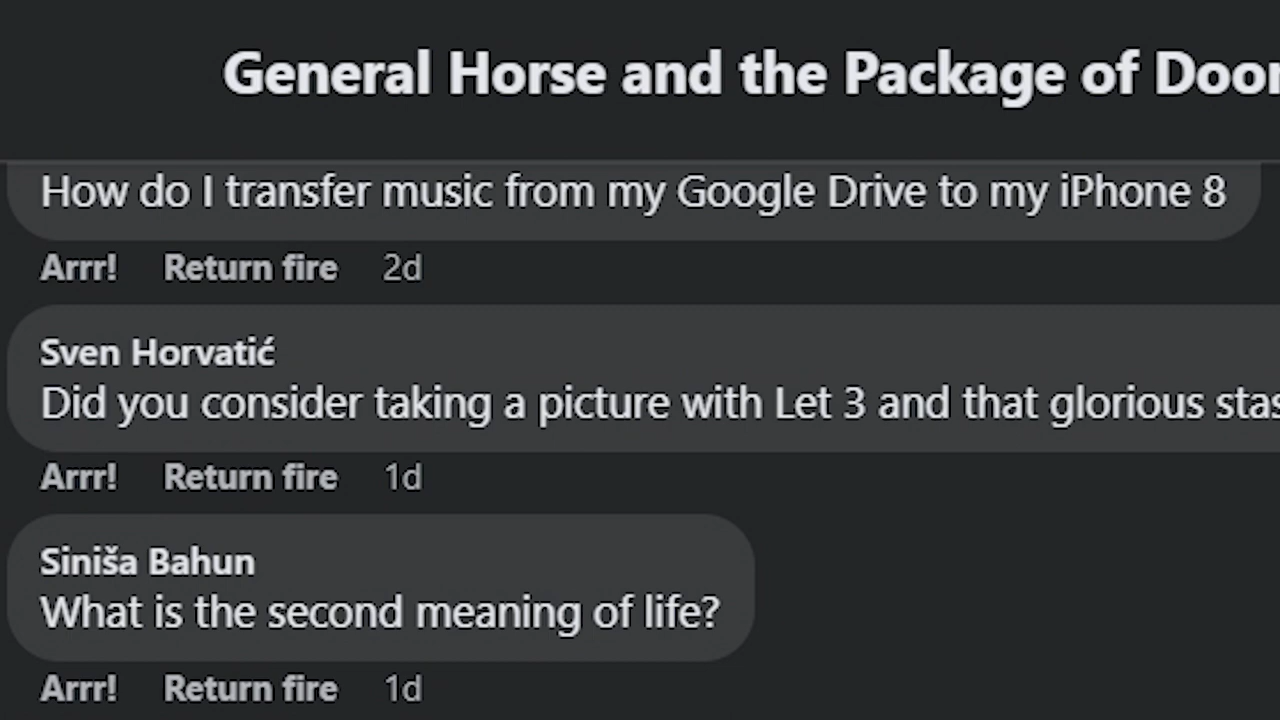 General Horse and the Package of
How do I transfer music from my Google Drive to my iPhone 8
Arrr! Return fire 2d
Sven Horvatić
Did you consider taking a picture with Let 3 and that glorious
Arrr! Return fire 1d
Siniša Bahun
What is the second meaning of life?
Arrr! Return fire 1d